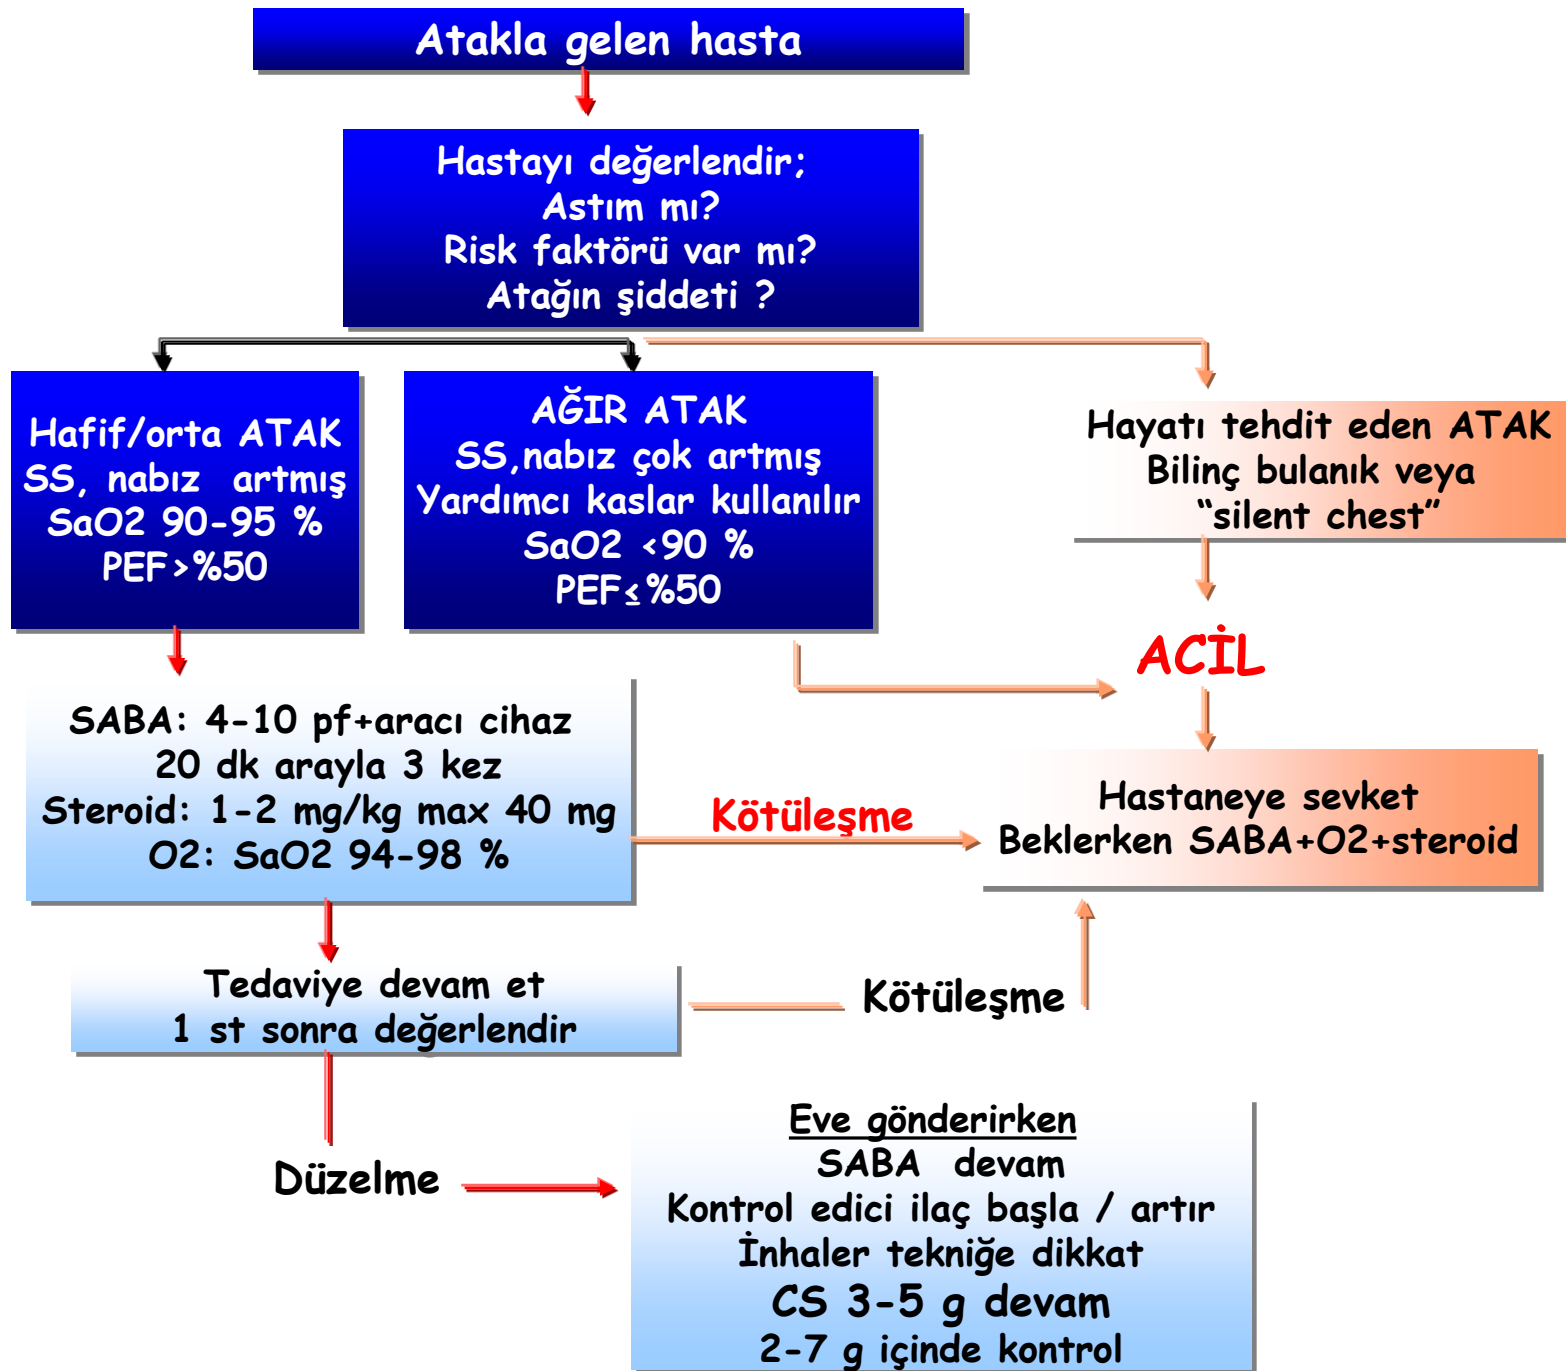 Atakla gelen hasta
Hastayı değerlendir;
Astım mı?
Risk faktörü var mı?
Atağın şiddeti ?
Hafif/orta ATAK
SS, nabız artmış
SaO2 90-95 %
PEF>%50
AĞIR ATAK
SS,nabız çok artmış
Yardımcı kaslar kullanılır
SaO2 <90 %
PEF≤%50
Hayatı tehdit eden ATAK
Bilinç bulanık veya
“silent chest”
ACİL
SABA: 4-10 pf+aracı cihaz
20 dk arayla 3 kez
Steroid: 1-2 mg/kg max 40 mg
O2: SaO2 94-98 %
Kötüleşme
Hastaneye sevket
Beklerken SABA+O2+steroid
Tedaviye devam et
1 st sonra değerlendir
Kötüleşme
Düzelme
Eve gönderirken
SABA devam
Kontrol edici ilaç başla / artır
İnhaler tekniğe dikkat
CS 3-5 g devam
2-7 g içinde kontrol